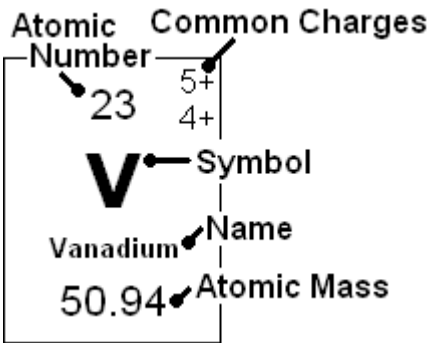 Atomic Number
Common Charges
23
5+
4+
V
Symbol
Vanadium
Name
50.94
Atomic Mass